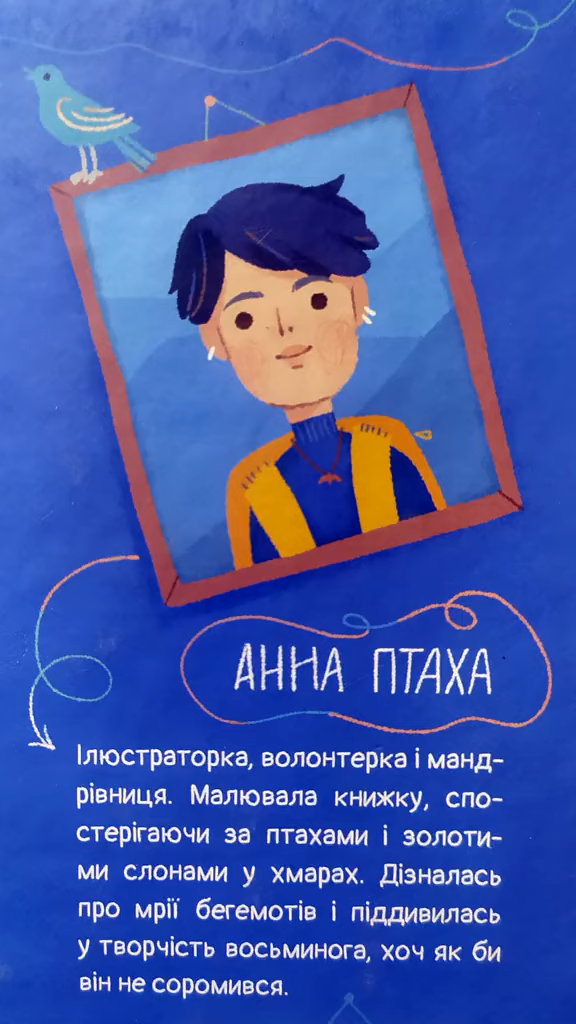 АННА ПТАХА
Ілюстраторка, волонтерка і манд-
рівниця. Малювала книжку, спо-
стерігаючи за птахами і золоти-
ми слонами у хмарах. Дізналась
про мрії бегемотів і піддивилась
у творчість восьминога, хоч як би
він не соромився.